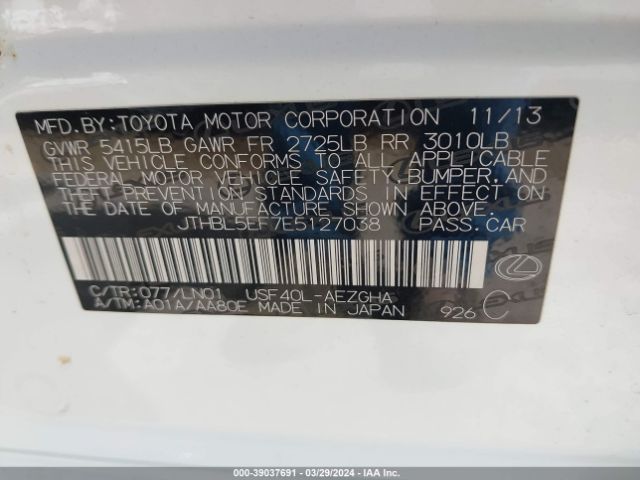 MFD.BY:TOYOTA MOTOR CORPORATION 11/13
GVWR 5415LB GAWR FR 2725LB RR 3010LB
THIS VEHICLE CONFORMS TO ALL APPLICABLE
FEDERAL MOTOR VEHICLE SAFETY, BUMPER, AND
THEFT PREVENTION STANDARDS IN EFFECT ON
THE DATE OF MANUFACTURE SHOWN ABOVE.
JTHBL5EF7E5127038 PASS.CAR
C/TR:077/LN01 USF40L-AEZGHA
A/TM:A01A/AA80E MADE IN JAPAN 926 C
LEXUS
000-39037691 - 03/29/2024 - IAA, Inc.